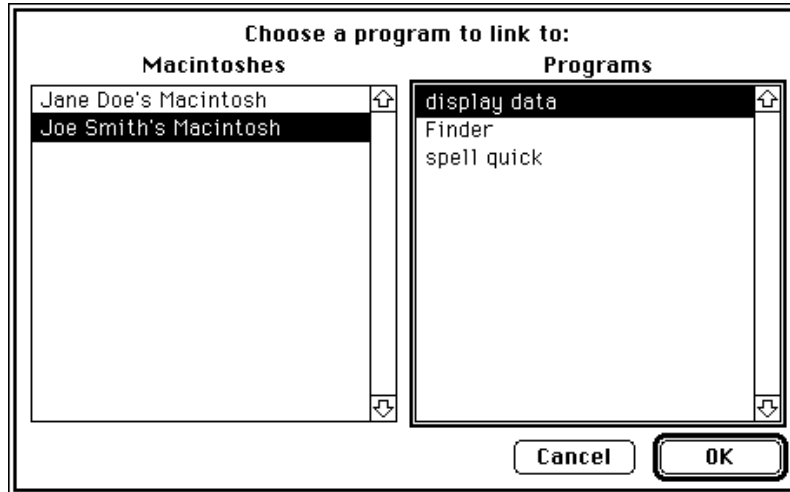 Choose a program to link to:
Macintoshes
Programs
Jane Doe's Macintosh
Joe Smith's Macintosh
display data
Finder
spell quick
Cancel
OK